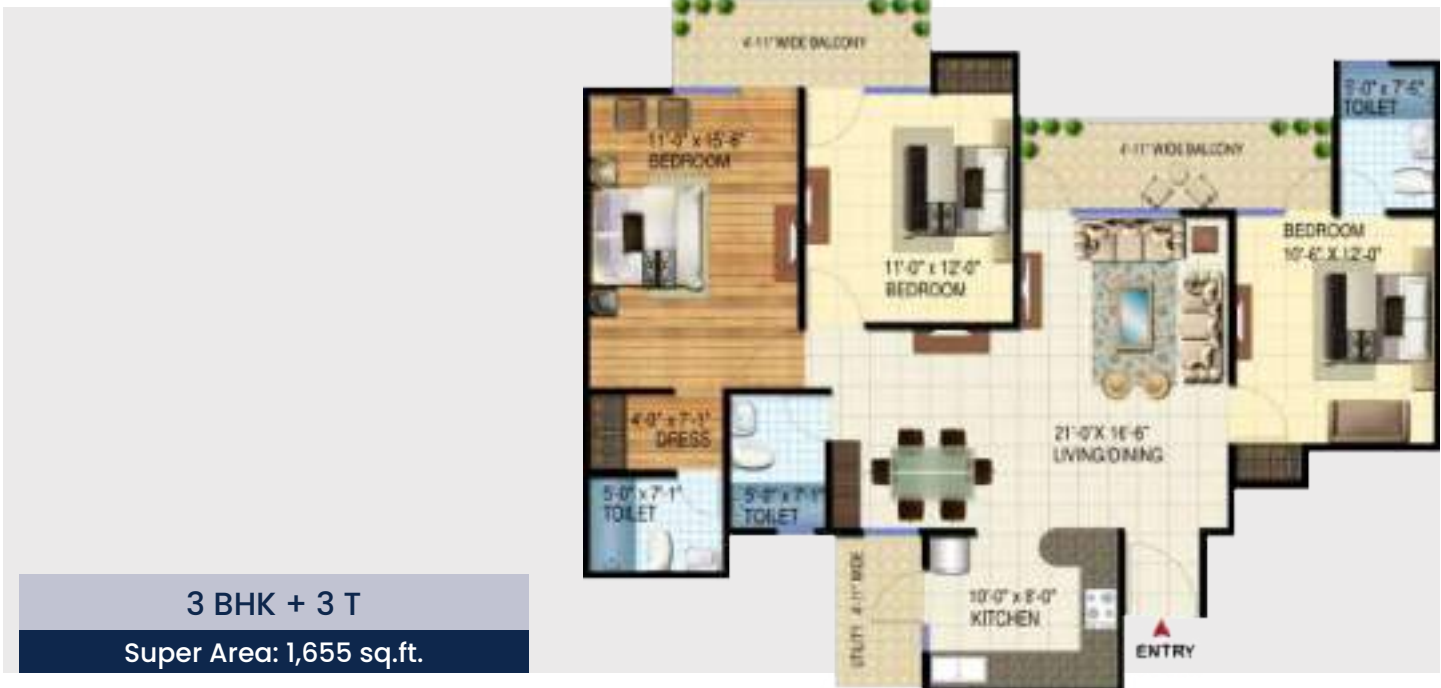 4'-11" WIDE BALCONY
5'-0" x 7'-6"
TOILET
11'-0" x 15'-6"
BEDROOM
4'-11" WIDE BALCONY
BEDROOM
10'-6" X 12'-0"
11'-0" x 12'-0"
BEDROOM
4'-0" x 7'-1"
DRESS
21'-0"X 16'-6"
LIVING/DINING
5'-0" x 7'-1"
TOILET
5'-0" x 7'-1"
TOILET
UTILITY 4'-11" WIDE
10'-0" x 8'-0"
KITCHEN
ENTRY
3 BHK + 3 T
Super Area: 1,655 sq.ft.